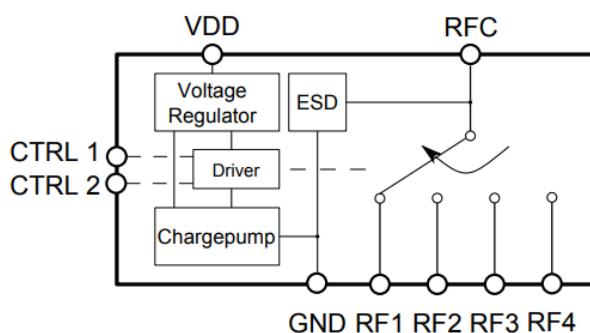 VDD
RFC
Voltage
Regulator
ESD
CTRL 1
CTRL 2
Driver
Chargepump
GND RF1 RF2 RF3 RF4